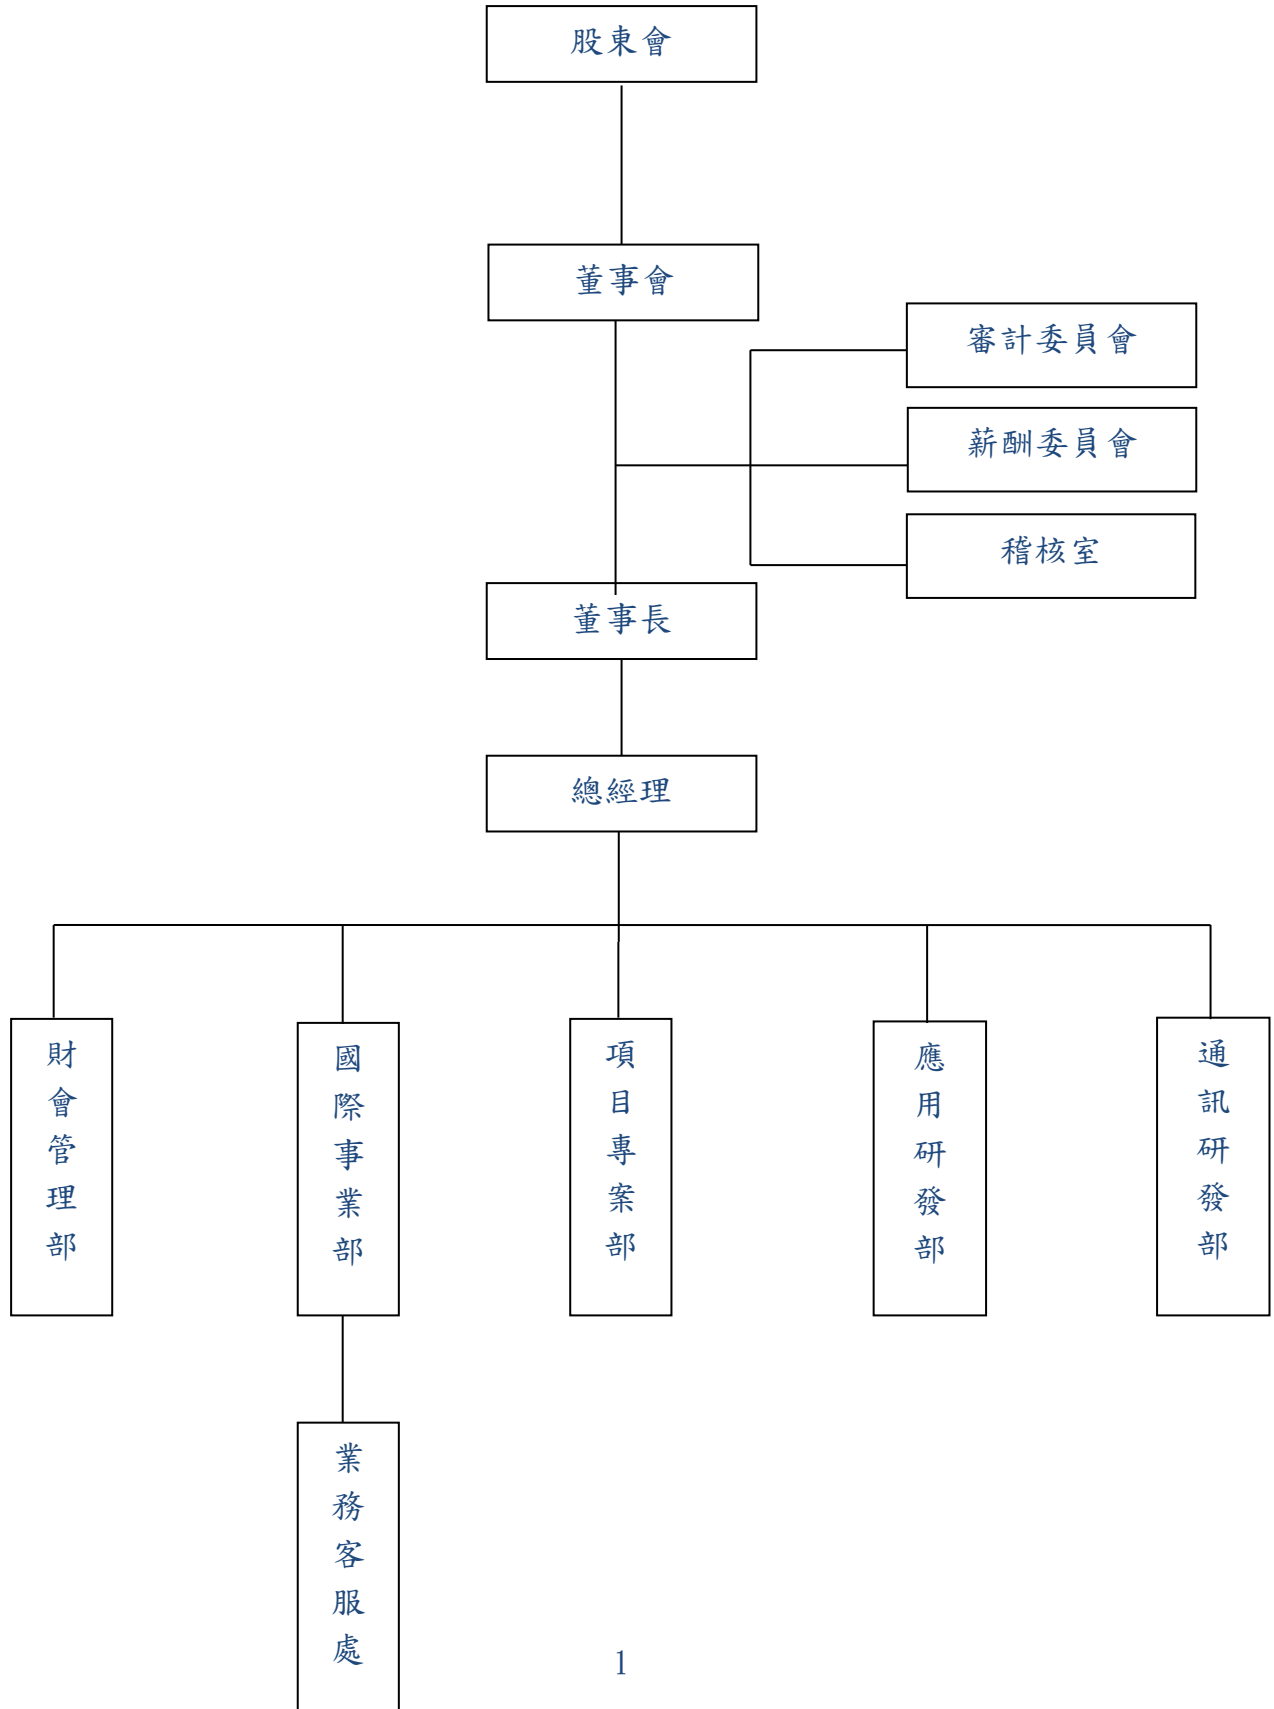 股東會
董事會
審計委員會
薪酬委員會
稽核室
董事長
總經理
財會管理部
國際事業部
項目專案部
應用研發部
通訊研發部
業務客服處
1